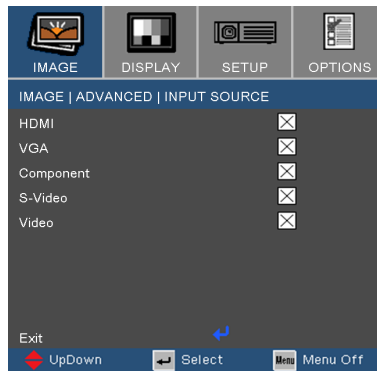 IMAGE DISPLAY SETUP OPTIONS
IMAGE | ADVANCED | INPUT SOURCE
HDMI
VGA
Component
S-Video
Video
Exit
UpDown Select Menu Menu Off